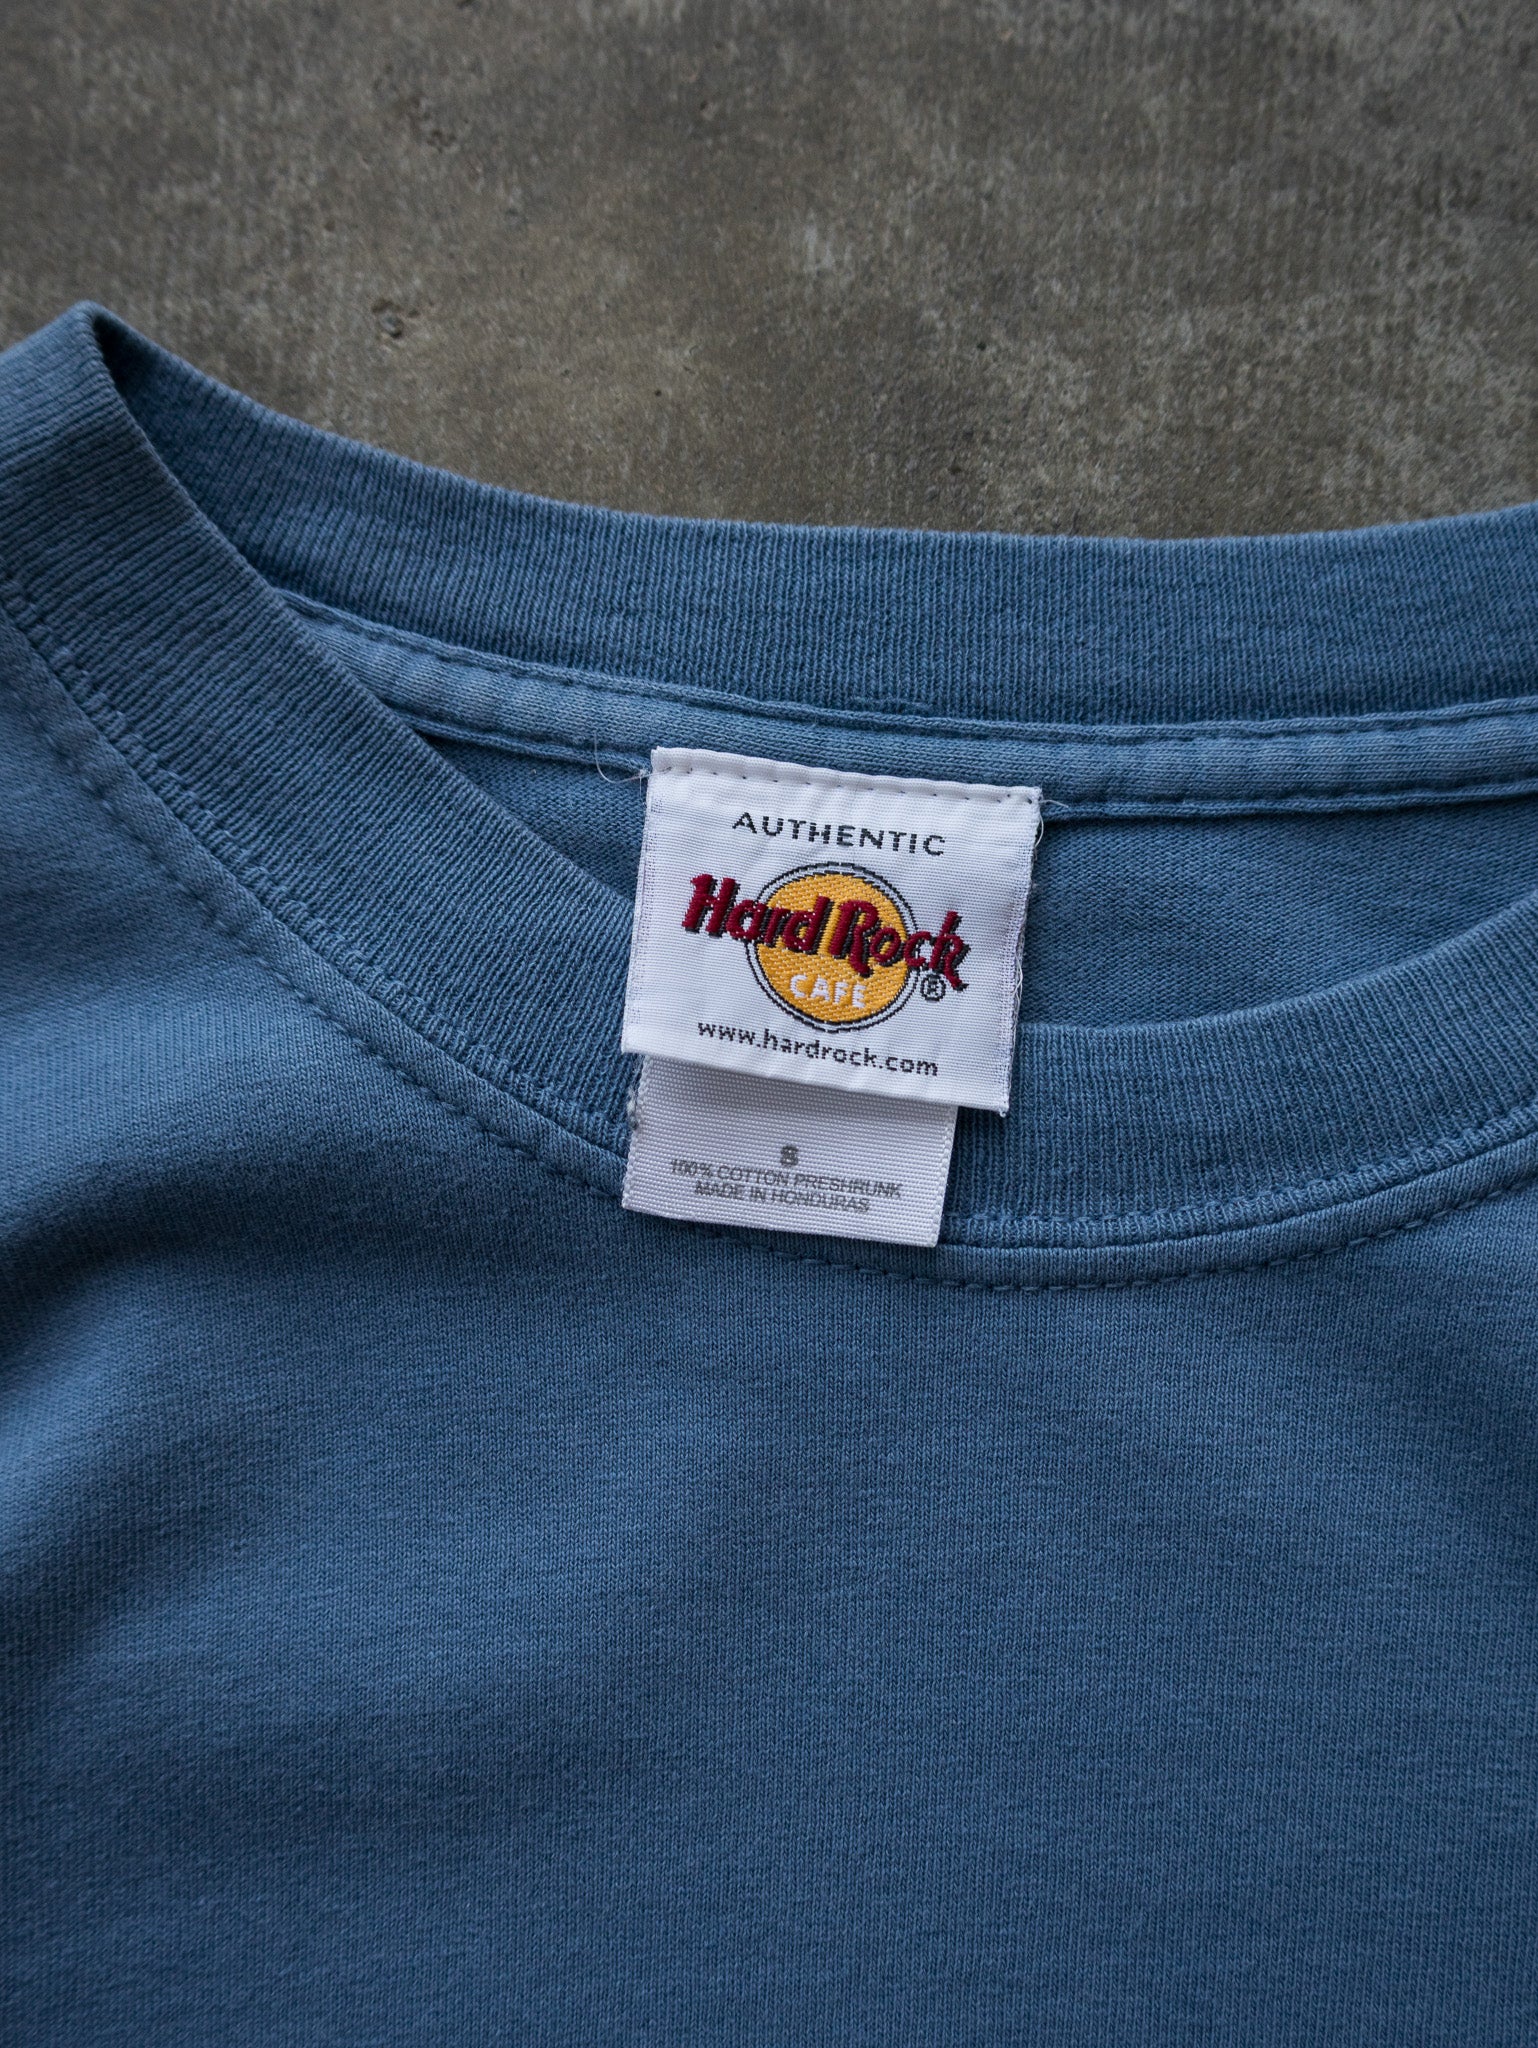 AUTHENTIC
Hard Rock ®
CAFE
www.hardrock.com
S
100% COTTON PRESHRUNK
MADE IN HONDURAS